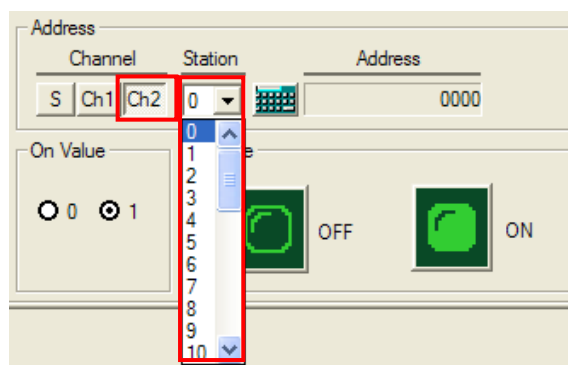 Address
Channel Station Address
S Ch1 Ch2 0 0000
0
1
2
3
4
5
6
7
8
9
10
On Value
0 1
e
OFF ON